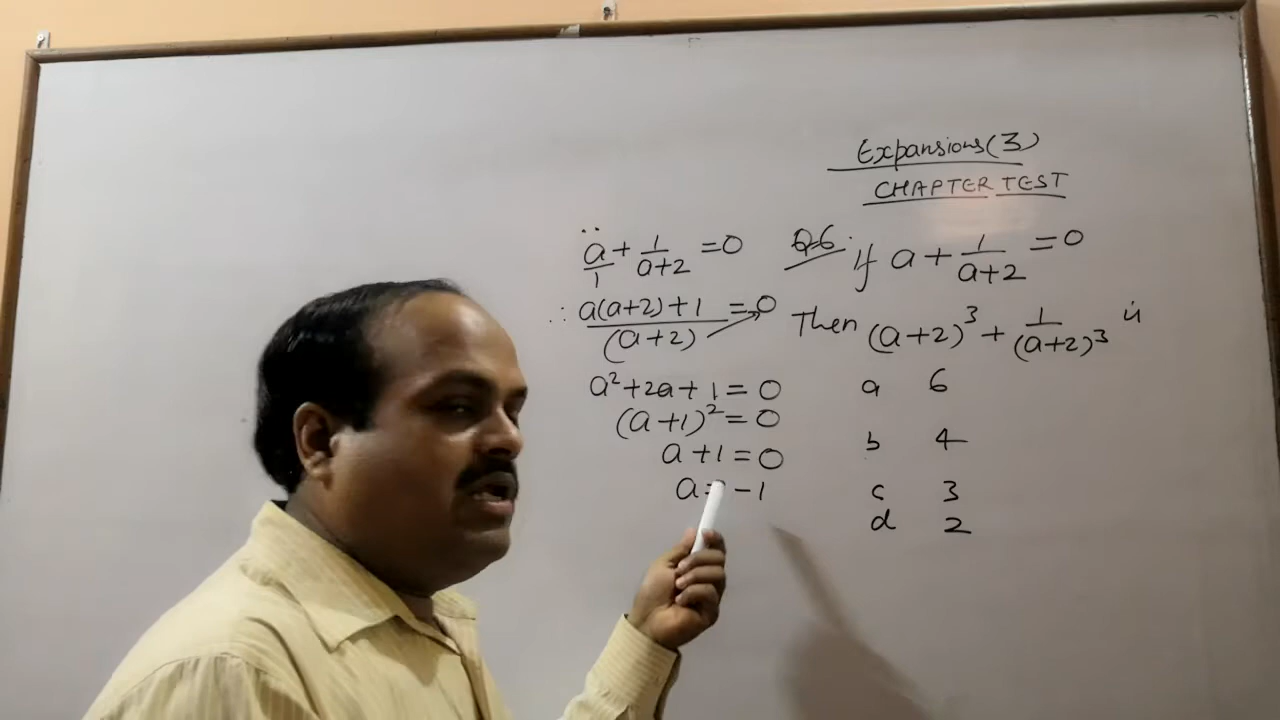 Expansions(3)
CHAPTER TEST
Q6. If a + 1/(a+2) = 0
Then (a+2)³ + 1/(a+2)³ is
a 6
b 4
c 3
d 2
a/1 + 1/(a+2) = 0
∴ a(a+2)+1/(a+2) = 0
a²+2a+1=0
(a+1)²=0
a+1=0
a=-1